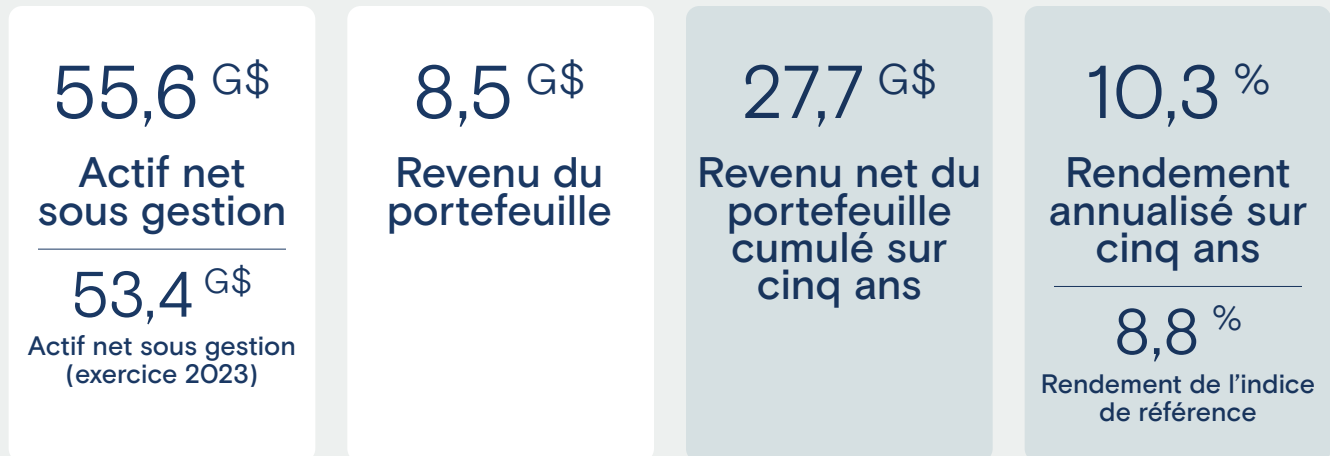 55,6 G$
Actif net
sous gestion
53,4 G$
Actif net sous gestion
(exercice 2023)
8,5 G$
Revenu du
portefeuille
27,7 G$
Revenu net du
portefeuille
cumulé sur
cinq ans
10,3 %
Rendement
annualisé sur
cinq ans
8,8 %
Rendement de l’indice
de référence